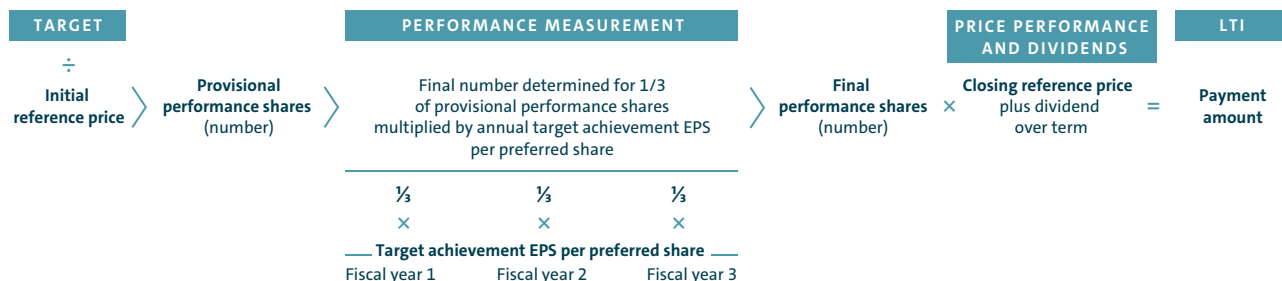 TARGET
÷
Initial
reference price
Provisional
performance shares
(number)
PERFORMANCE MEASUREMENT
Final number determined for 1/3
of provisional performance shares
multiplied by annual target achievement EPS
per preferred share
⅓ ⅓ ⅓
× × ×
Target achievement EPS per preferred share
Fiscal year 1 Fiscal year 2 Fiscal year 3
Final
performance shares
(number)
×
PRICE PERFORMANCE
AND DIVIDENDS
Closing reference price
plus dividend
over term
=
LTI
Payment
amount